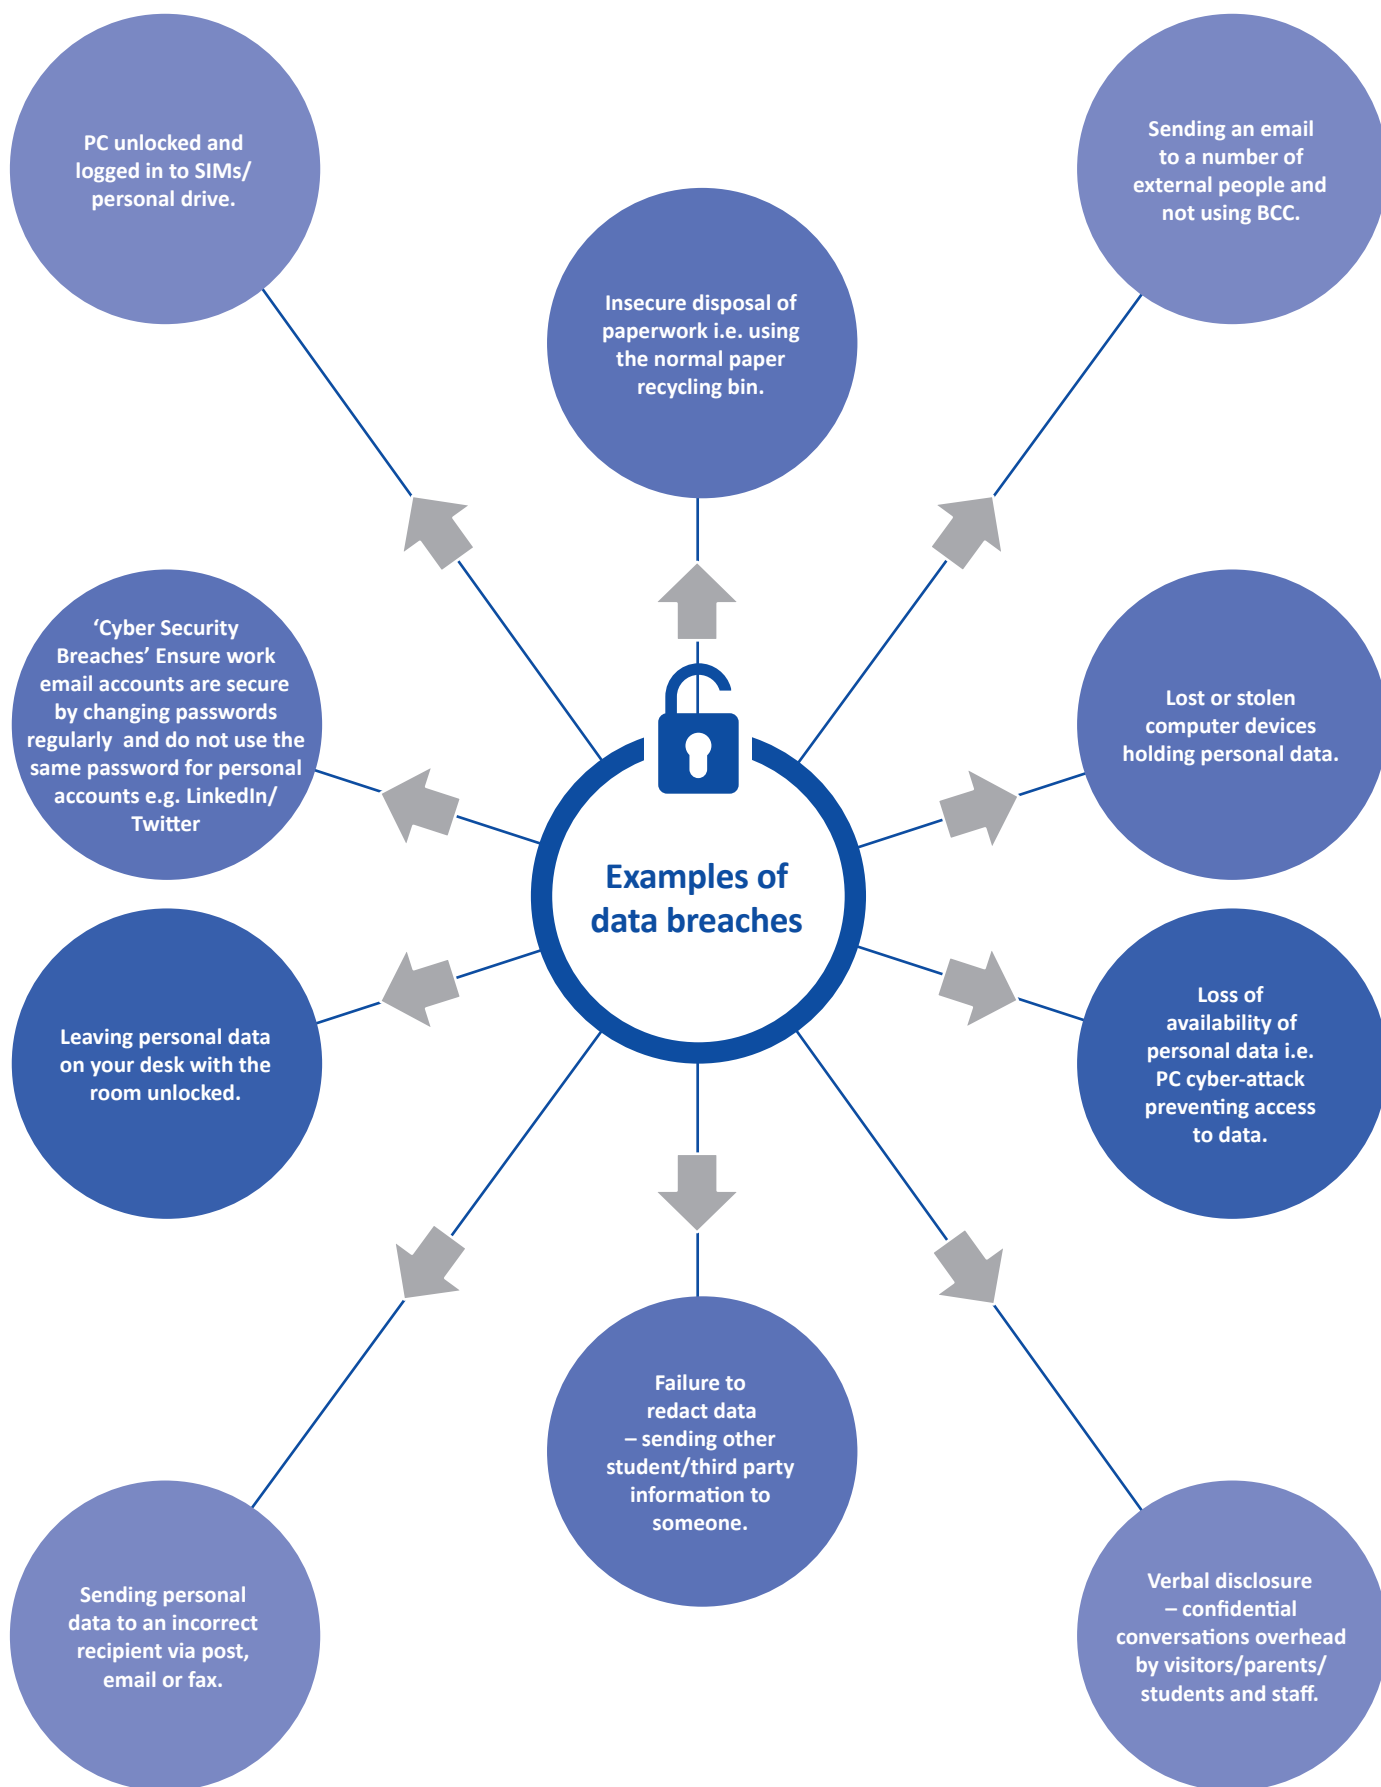 PC unlocked and
logged in to SIMs/
personal drive.
Sending an email
to a number of
external people and
not using BCC.
Insecure disposal of
paperwork i.e. using
the normal paper
recycling bin.
‘Cyber Security
Breaches’ Ensure work
email accounts are secure
by changing passwords
regularly  and do not use the
same password for personal
accounts e.g. LinkedIn/
Twitter
Lost or stolen
computer devices
holding personal data.
Examples of
data breaches
Leaving personal data
on your desk with the
room unlocked.
Loss of
availability of
personal data i.e.
PC cyber-attack
preventing access
to data.
Failure to
redact data
– sending other
student/third party
information to
someone.
Sending personal
data to an incorrect
recipient via post,
email or fax.
Verbal disclosure
– confidential
conversations overhead
by visitors/parents/
students and staff.